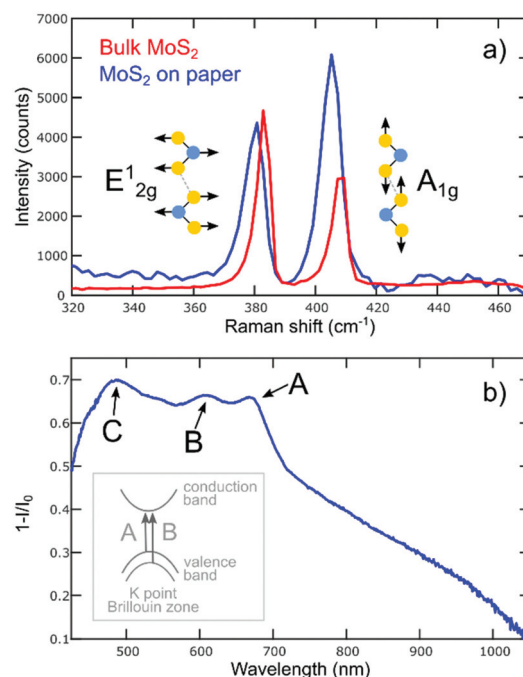 7000
6000
5000
4000
3000
2000
1000
0
Intensity (counts)
Bulk MoS₂
MoS₂ on paper
a)
E¹₂g
A₁g
320
340
360
380
400
420
440
460
Raman shift (cm⁻¹)
0.7
0.6
0.5
0.4
0.3
0.2
0.1
1-I/I₀
b)
C
B
A
conduction
band
A
B
valence
band
K point
Brillouin zone
500
600
700
800
900
1000
Wavelength (nm)